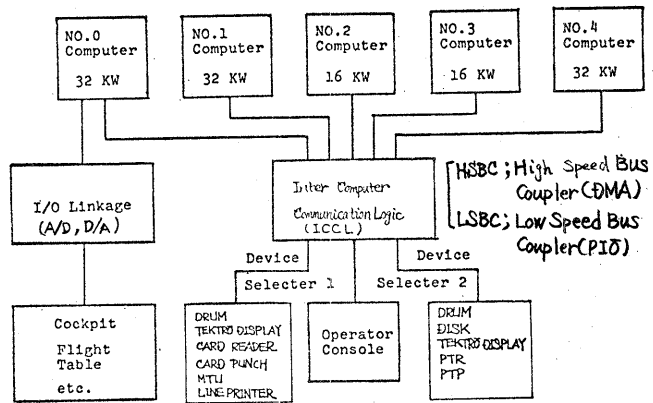 NO.0
Computer
32 KW
NO.1
Computer
32 KW
NO.2
Computer
16 KW
NO.3
Computer
16 KW
NO.4
Computer
32 KW
I/O Linkage
(A/D, D/A)
Inter Computer
Communication Logic
(ICCL)
[HSBC; High Speed Bus
Coupler (DMA)
[LSBC; Low Speed Bus
Coupler (PIO)
Device
Selecter 1
Device
Selecter 2
Cockpit
Flight
Table
etc.
DRUM
TEKTRO DISPLAY
CARD READER
CARD PUNCH
MTU
LINE PRINTER
Operator
Console
DRUM
DISK
TEKTRO DISPLAY
PTR
PTP